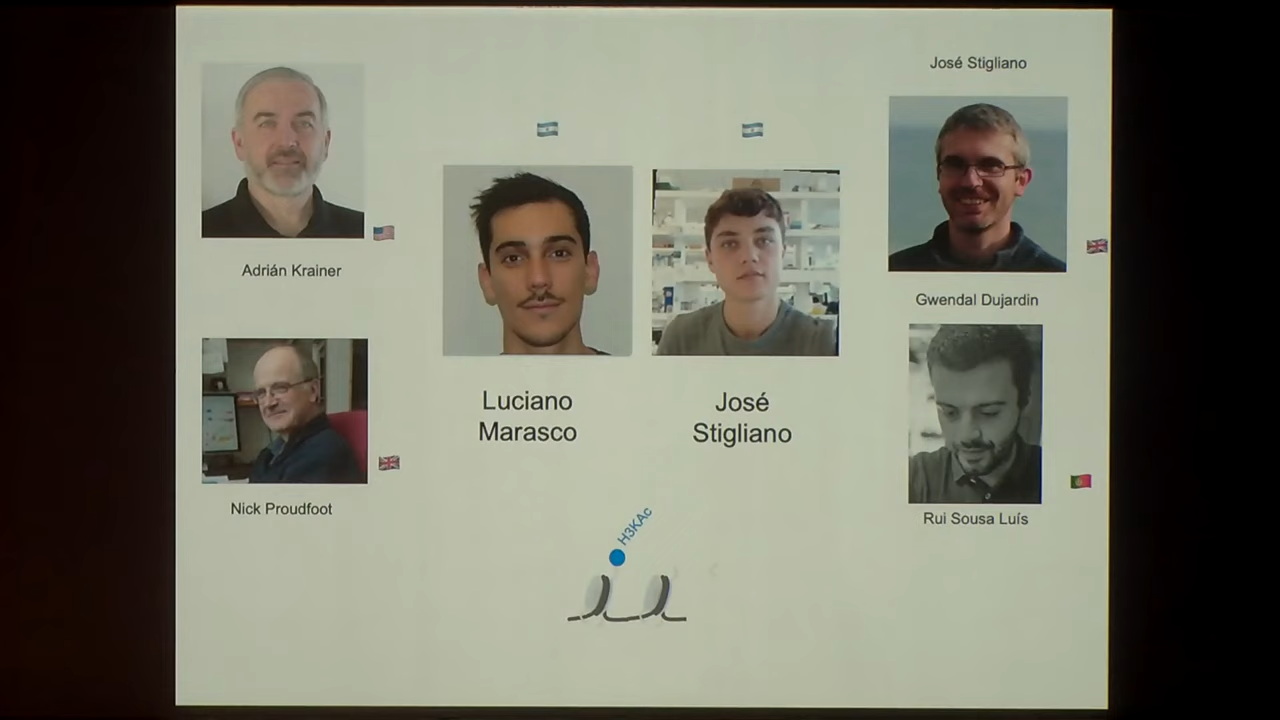 José Stigliano
Adrián Krainer
Gwendal Dujardin
Luciano
Marasco
José
Stigliano
Nick Proudfoot
Rui Sousa Luís
H3KAc